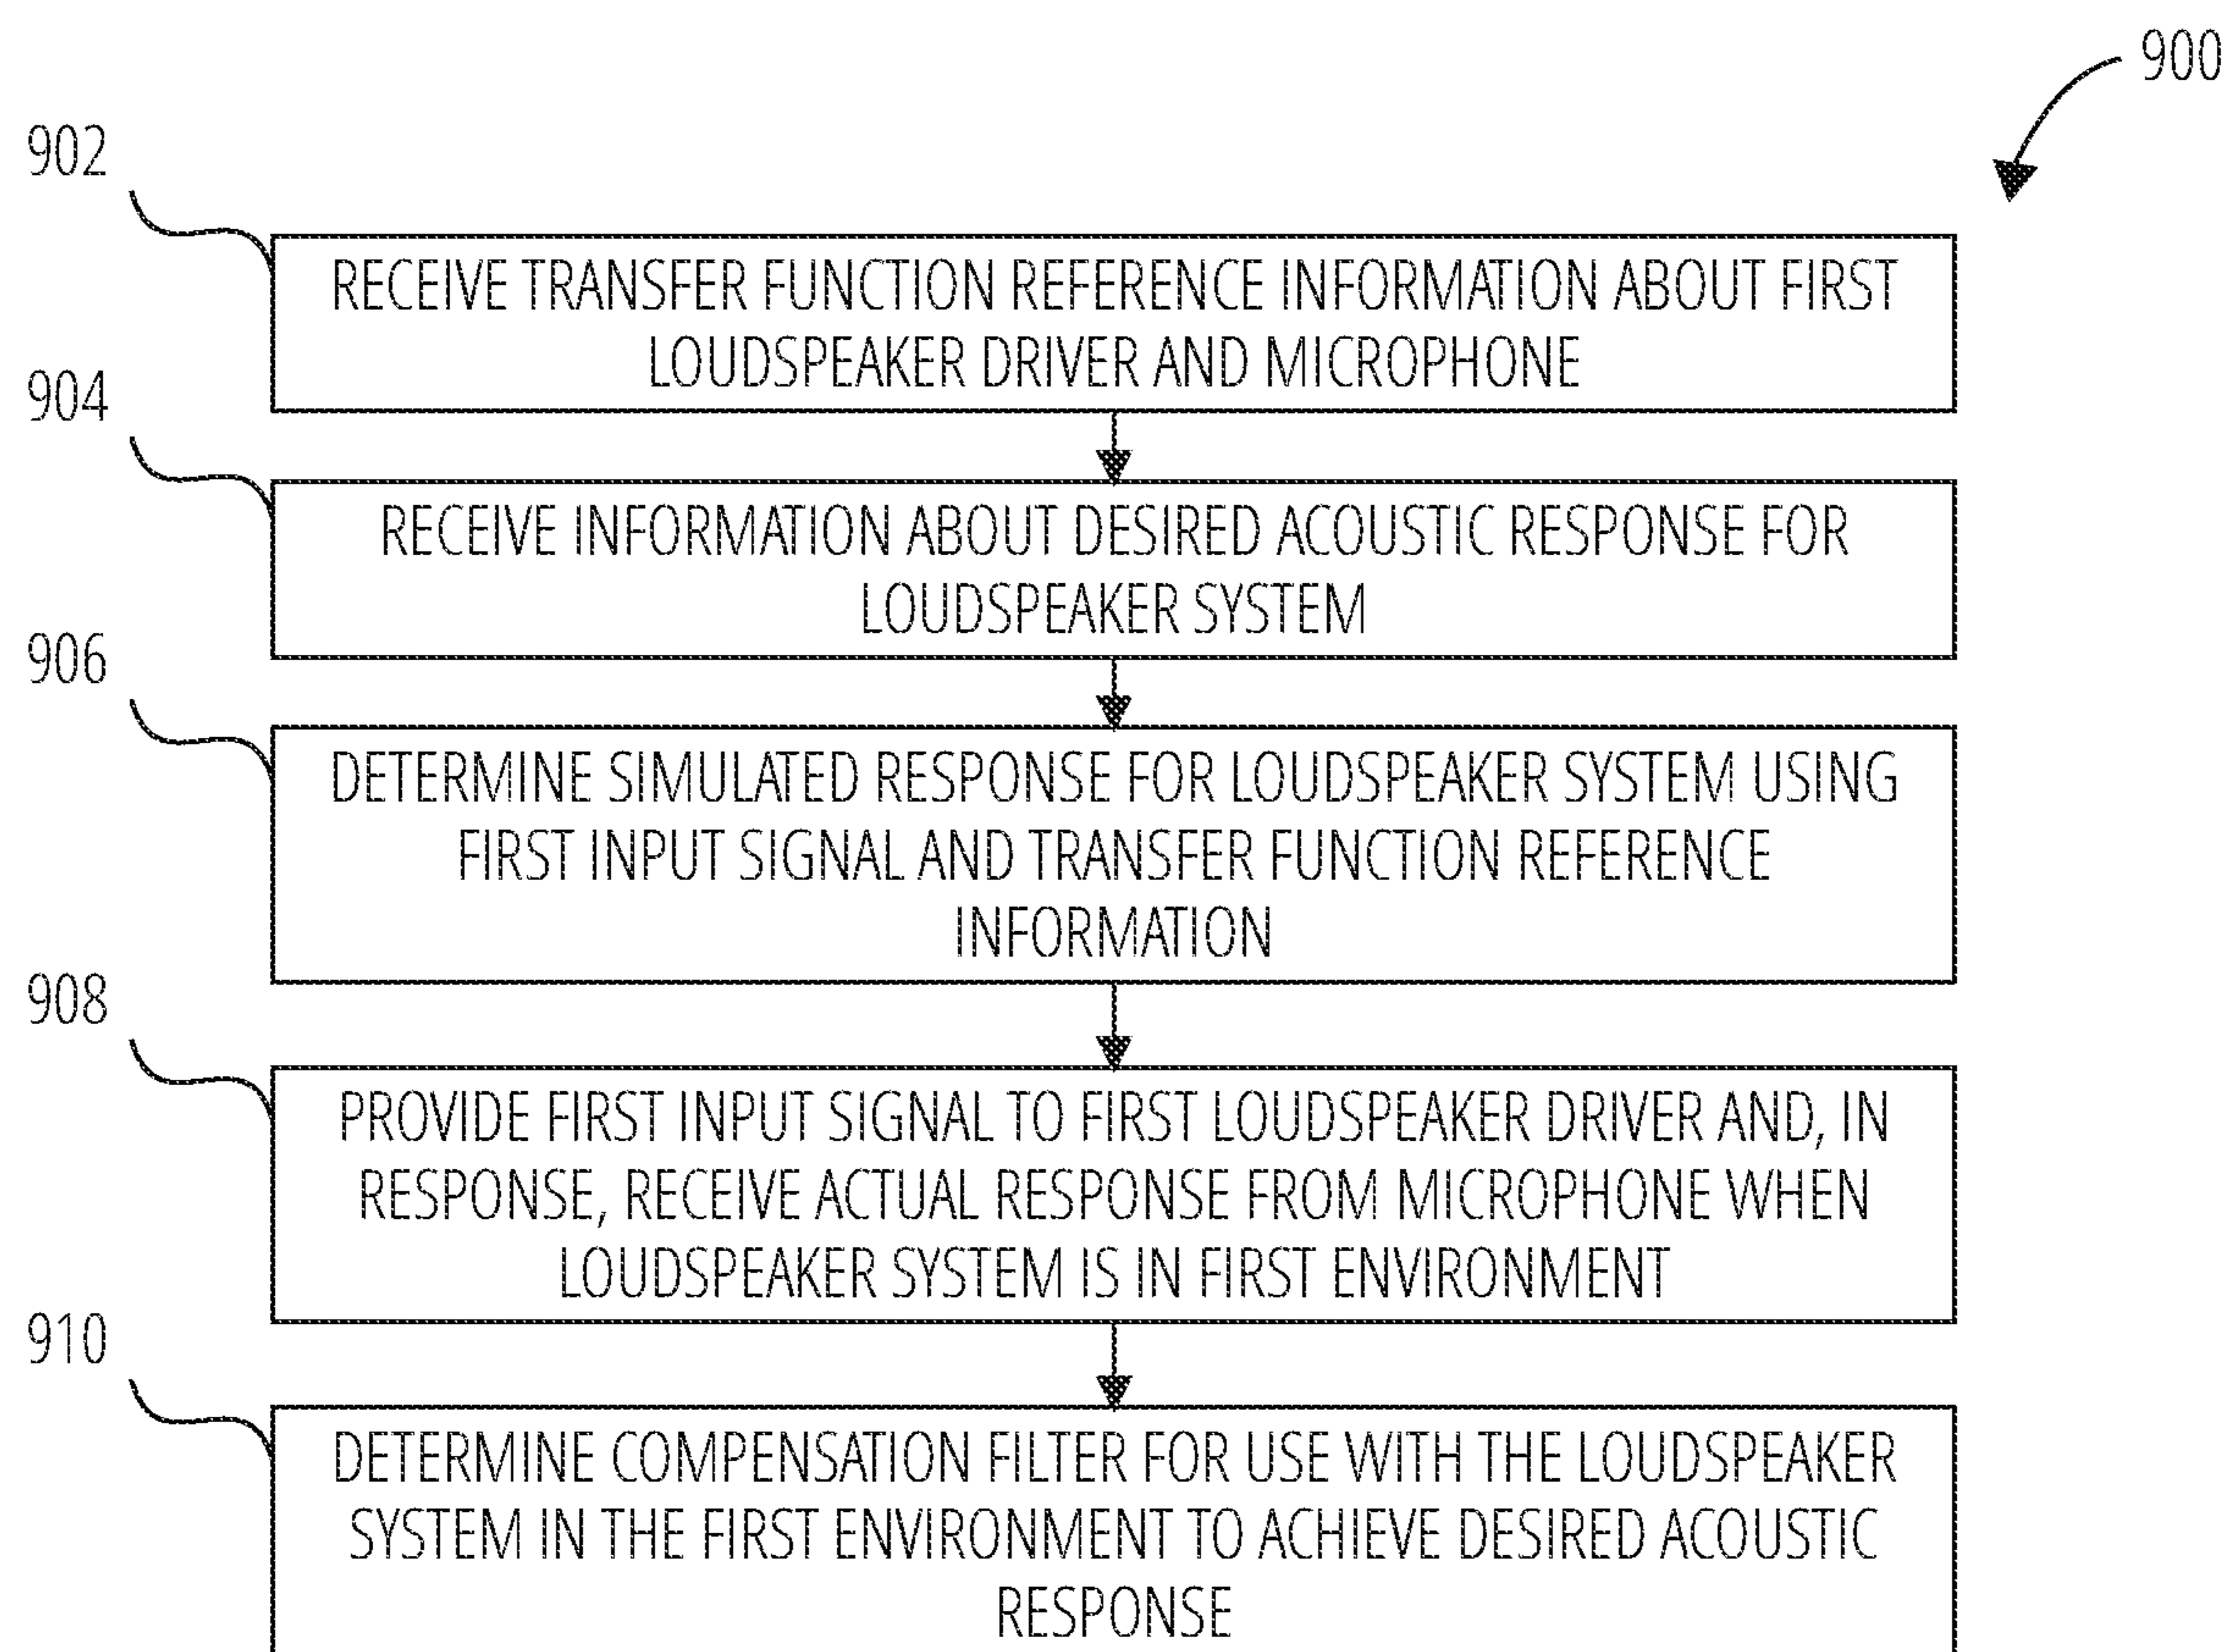 900
902
RECEIVE TRANSFER FUNCTION REFERENCE INFORMATION ABOUT FIRST
LOUDSPEAKER DRIVER AND MICROPHONE
904
RECEIVE INFORMATION ABOUT DESIRED ACOUSTIC RESPONSE FOR
LOUDSPEAKER SYSTEM
906
DETERMINE SIMULATED RESPONSE FOR LOUDSPEAKER SYSTEM USING
FIRST INPUT SIGNAL AND TRANSFER FUNCTION REFERENCE
INFORMATION
908
PROVIDE FIRST INPUT SIGNAL TO FIRST LOUDSPEAKER DRIVER AND, IN
RESPONSE, RECEIVE ACTUAL RESPONSE FROM MICROPHONE WHEN
LOUDSPEAKER SYSTEM IS IN FIRST ENVIRONMENT
910
DETERMINE COMPENSATION FILTER FOR USE WITH THE LOUDSPEAKER
SYSTEM IN THE FIRST ENVIRONMENT TO ACHIEVE DESIRED ACOUSTIC
RESPONSE